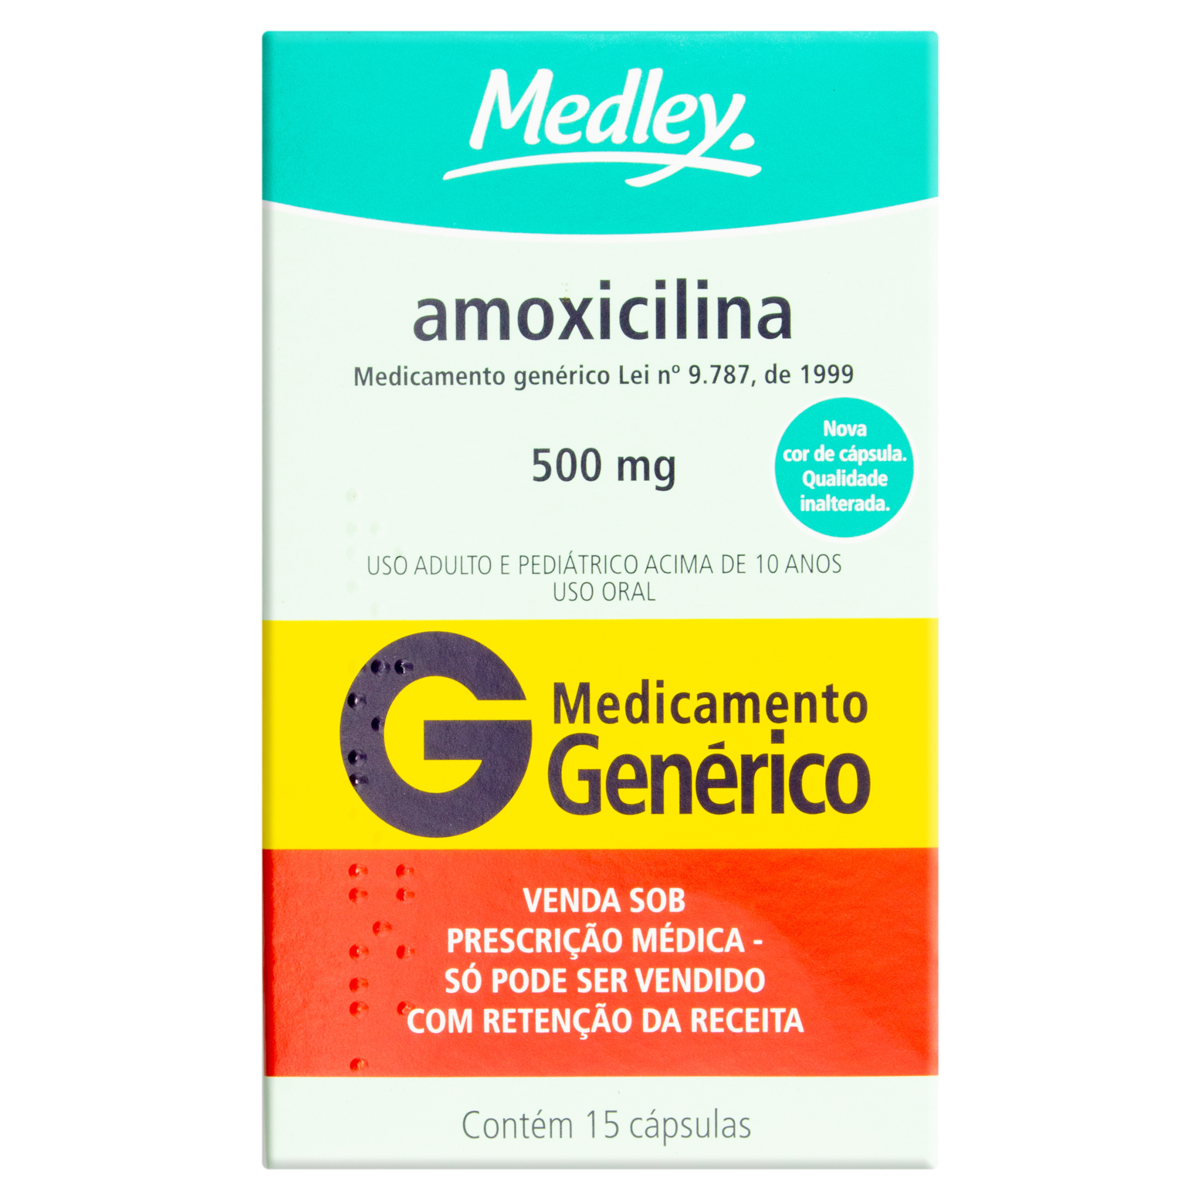 Medley.
amoxicilina
Medicamento genérico Lei nº 9.787, de 1999
500 mg
Nova
cor de cápsula.
Qualidade
inalterada.
USO ADULTO E PEDIÁTRICO ACIMA DE 10 ANOS
USO ORAL
G Medicamento
Genérico
VENDA SOB
PRESCRIÇÃO MÉDICA -
SÓ PODE SER VENDIDO
COM RETENÇÃO DA RECEITA
Contém 15 cápsulas